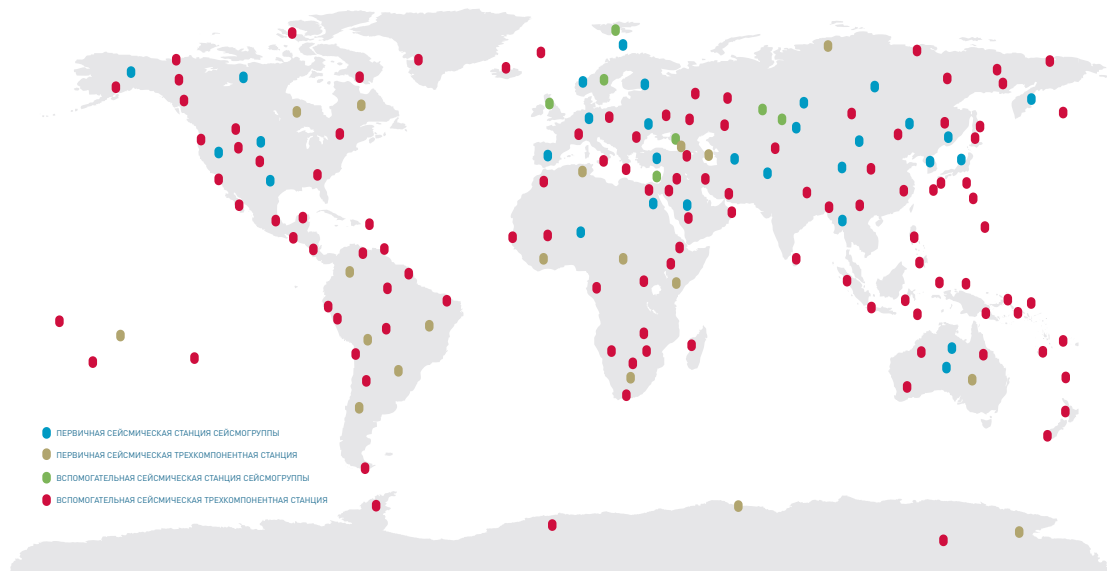 ПЕРВИЧНАЯ СЕЙСМИЧЕСКАЯ СТАНЦИЯ СЕЙСМОГРУППЫ
ПЕРВИЧНАЯ СЕЙСМИЧЕСКАЯ ТРЕХКОМПОНЕНТНАЯ СТАНЦИЯ
ВСПОМОГАТЕЛЬНАЯ СЕЙСМИЧЕСКАЯ СТАНЦИЯ СЕЙСМОГРУППЫ
ВСПОМОГАТЕЛЬНАЯ СЕЙСМИЧЕСКАЯ ТРЕХКОМПОНЕНТНАЯ СТАНЦИЯ